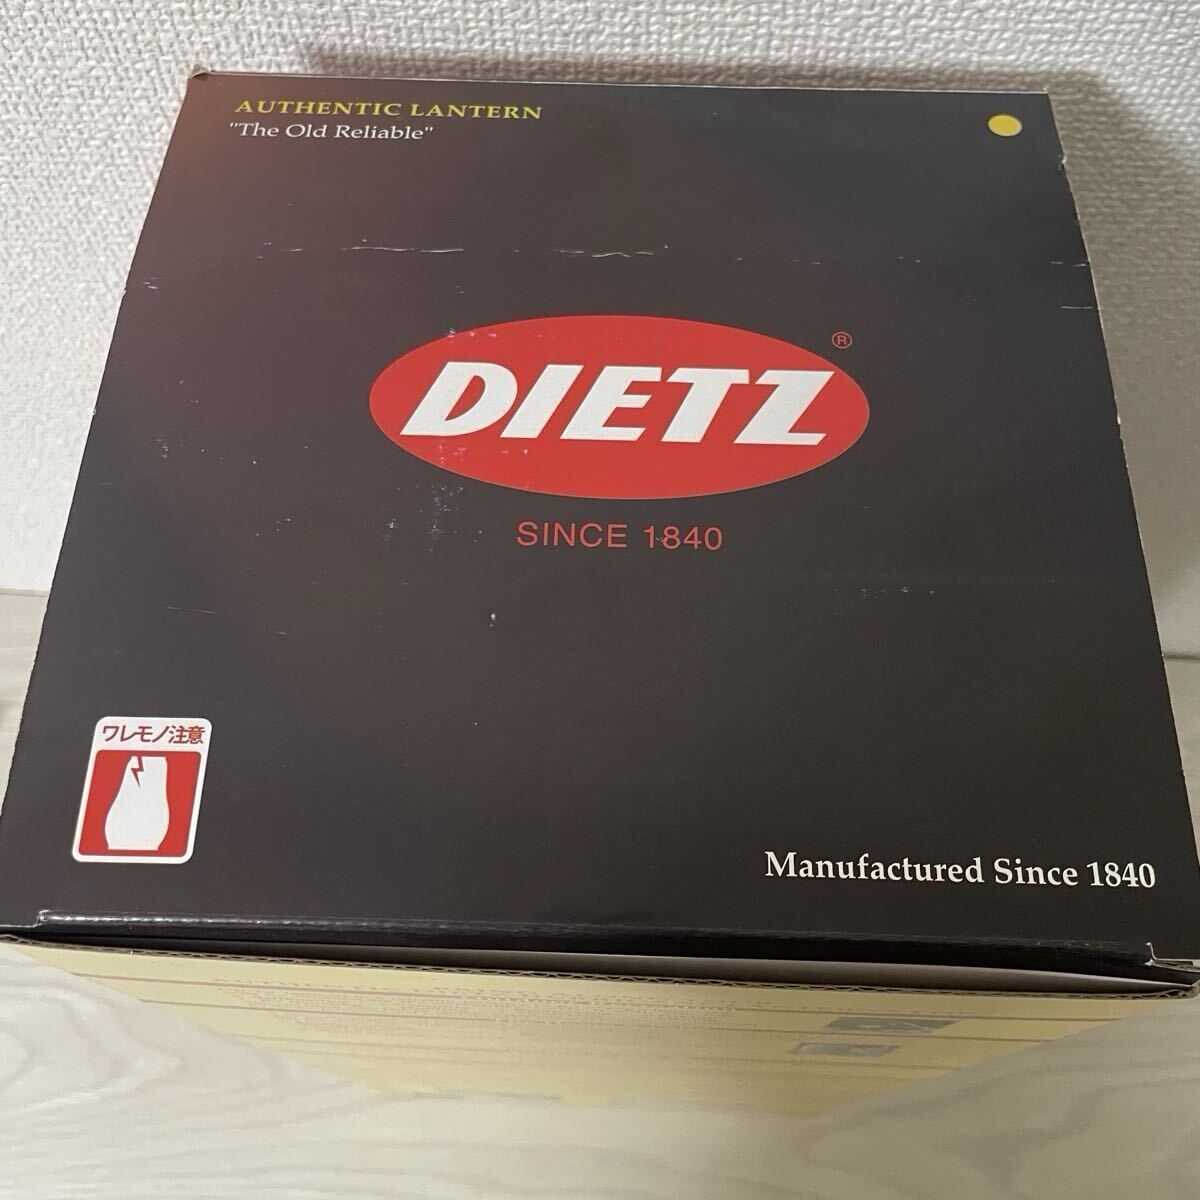 AUTHENTIC LANTERN
"The Old Reliable"
DIETZ
®
SINCE 1840
ワレモノ注意
Manufactured Since 1840